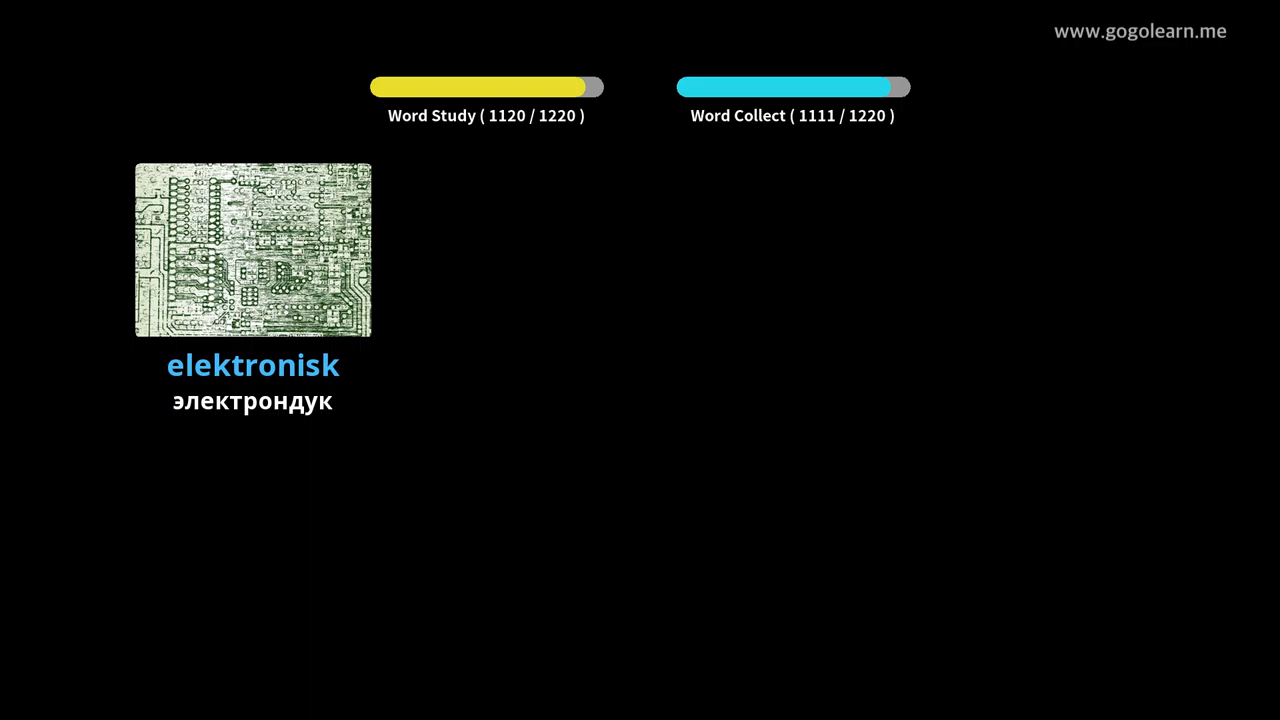 www.gogolearn.me
Word Study ( 1120 / 1220 )
Word Collect ( 1111 / 1220 )
elektronisk
электрондук